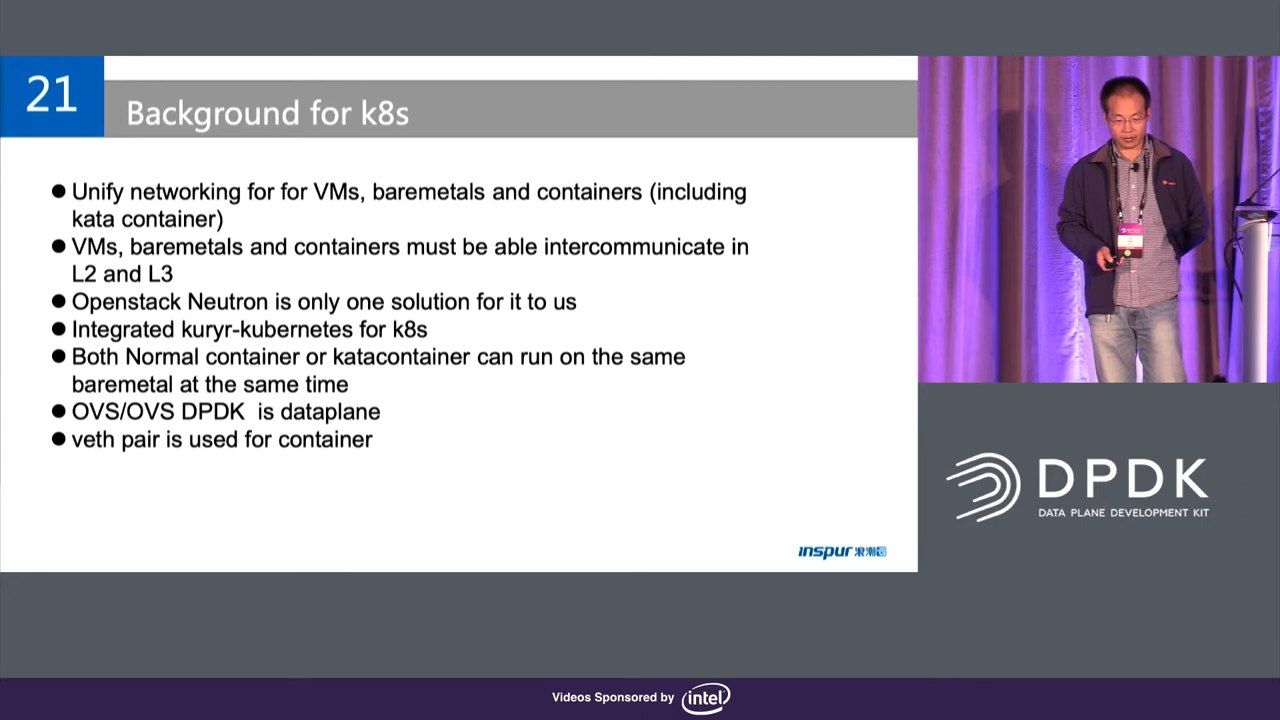 21
Background for k8s
● Unify networking for for VMs, baremetals and containers (including
kata container)
● VMs, baremetals and containers must be able intercommunicate in
L2 and L3
● Openstack Neutron is only one solution for it to us
● Integrated kuryr-kubernetes for k8s
● Both Normal container or katacontainer can run on the same
baremetal at the same time
● OVS/OVS DPDK is dataplane
● veth pair is used for container
inspur 浪潮
DPDK
DATA PLANE DEVELOPMENT KIT
Videos Sponsored by intel